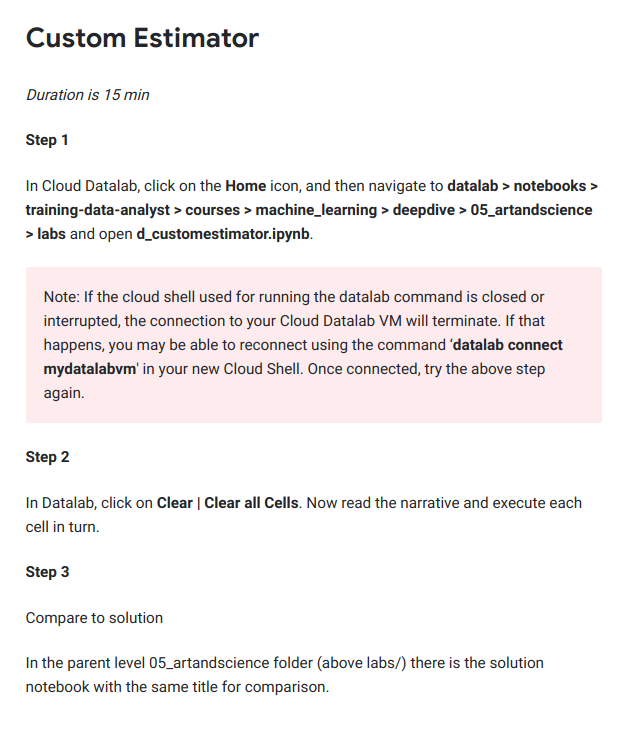 Custom Estimator
Duration is 15 min
Step 1
In Cloud Datalab, click on the Home icon, and then navigate to datalab > notebooks >
training-data-analyst > courses > machine_learning > deepdive > 05_artandscience
> labs and open d_customestimator.ipynb.
Note: If the cloud shell used for running the datalab command is closed or
interrupted, the connection to your Cloud Datalab VM will terminate. If that
happens, you may be able to reconnect using the command ‘datalab connect
mydatalabvm' in your new Cloud Shell. Once connected, try the above step
again.
Step 2
In Datalab, click on Clear | Clear all Cells. Now read the narrative and execute each
cell in turn.
Step 3
Compare to solution
In the parent level 05_artandscience folder (above labs/) there is the solution
notebook with the same title for comparison.